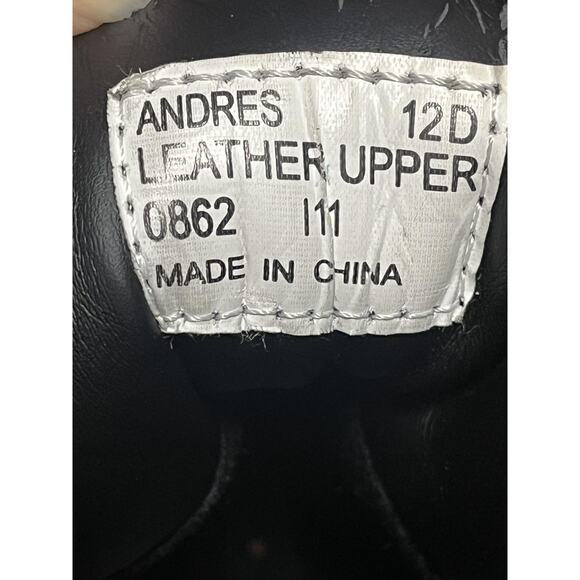 ANDRES 12D
LEATHER UPPER
0862 I11
MADE IN CHINA